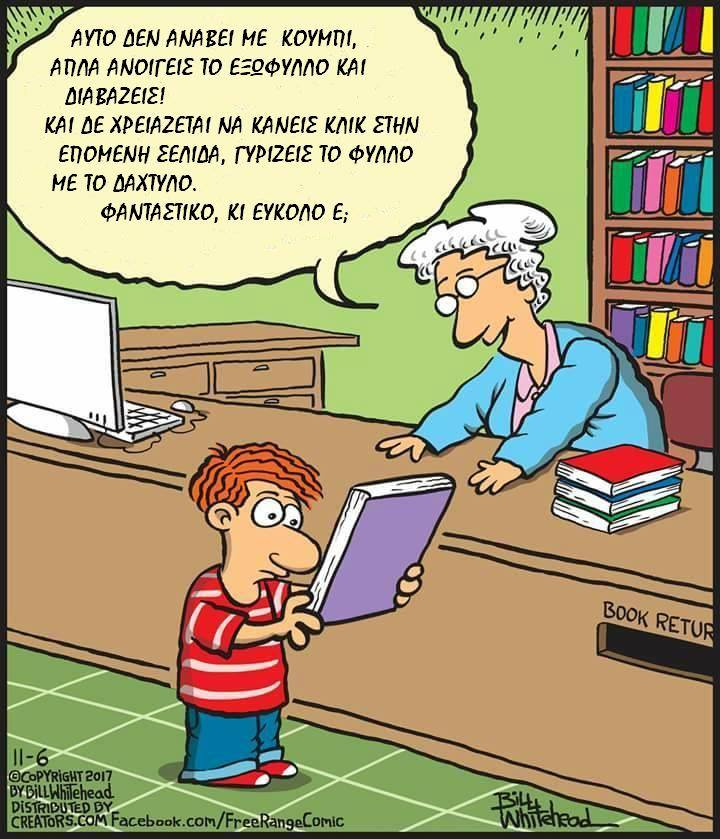 ΑΥΤΟ ΔΕΝ ΑΝΑΒΕΙ ΜΕ ΚΟΥΜΠΙ,
ΑΠΛΑ ΑΝΟΙΓΕΙΣ ΤΟ ΕΞΩΦΥΛΛΟ ΚΑΙ
ΔΙΑΒΑΖΕΙΣ!
ΚΑΙ ΔΕ ΧΡΕΙΑΖΕΤΑΙ ΝΑ ΚΑΝΕΙΣ ΚΛΙΚ ΣΤΗΝ
ΕΠΟΜΕΝΗ ΣΕΛΙΔΑ, ΓΥΡΙΖΕΙΣ ΤΟ ΦΥΛΛΟ
ΜΕ ΤΟ ΔΑΧΤΥΛΟ.
ΦΑΝΤΑΣΤΙΚΟ, ΚΙ ΕΥΚΟΛΟ Ε;
BOOK RETUR
11-6
©COPYRIGHT 2017
BY BILL Whitehead
DISTRIBUTED BY
CREATORS.COM Facebook.com/FreeRangeComic
BILL
Whitehead